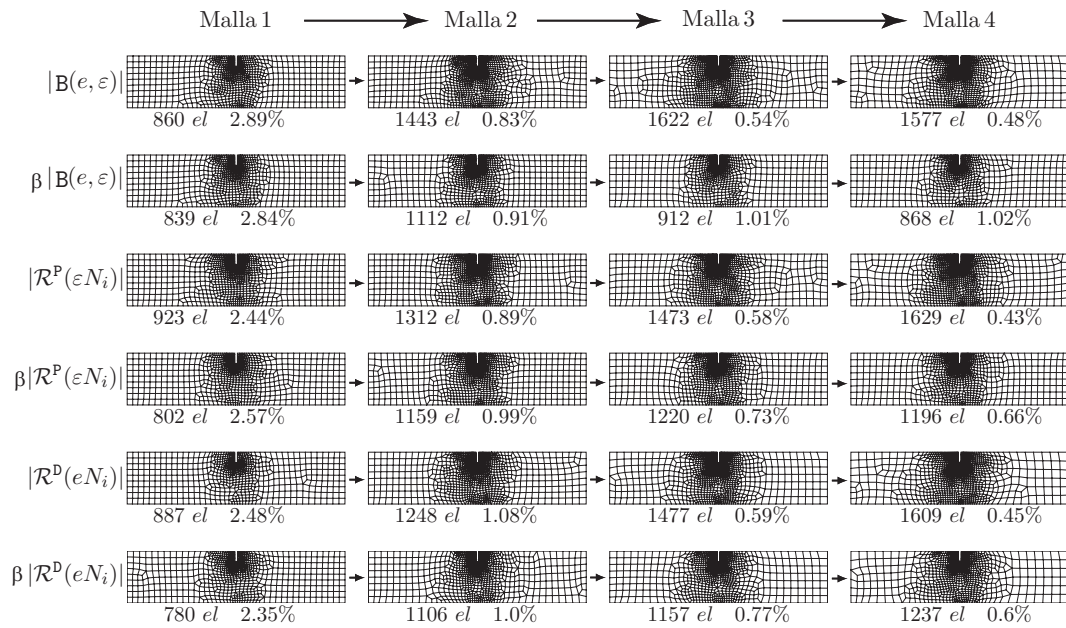 Malla 1 Malla 2 Malla 3 Malla 4
|B(e, ε)|
860 el 2.89% 1443 el 0.83% 1622 el 0.54% 1577 el 0.48%
β |B(e, ε)|
839 el 2.84% 1112 el 0.91% 912 el 1.01% 868 el 1.02%
|ℛᴾ(εNᵢ)|
923 el 2.44% 1312 el 0.89% 1473 el 0.58% 1629 el 0.43%
β|ℛᴾ(εNᵢ)|
802 el 2.57% 1159 el 0.99% 1220 el 0.73% 1196 el 0.66%
|ℛᴰ(eNᵢ)|
887 el 2.48% 1248 el 1.08% 1477 el 0.59% 1609 el 0.45%
β |ℛᴰ(eNᵢ)|
780 el 2.35% 1106 el 1.0% 1157 el 0.77% 1237 el 0.6%